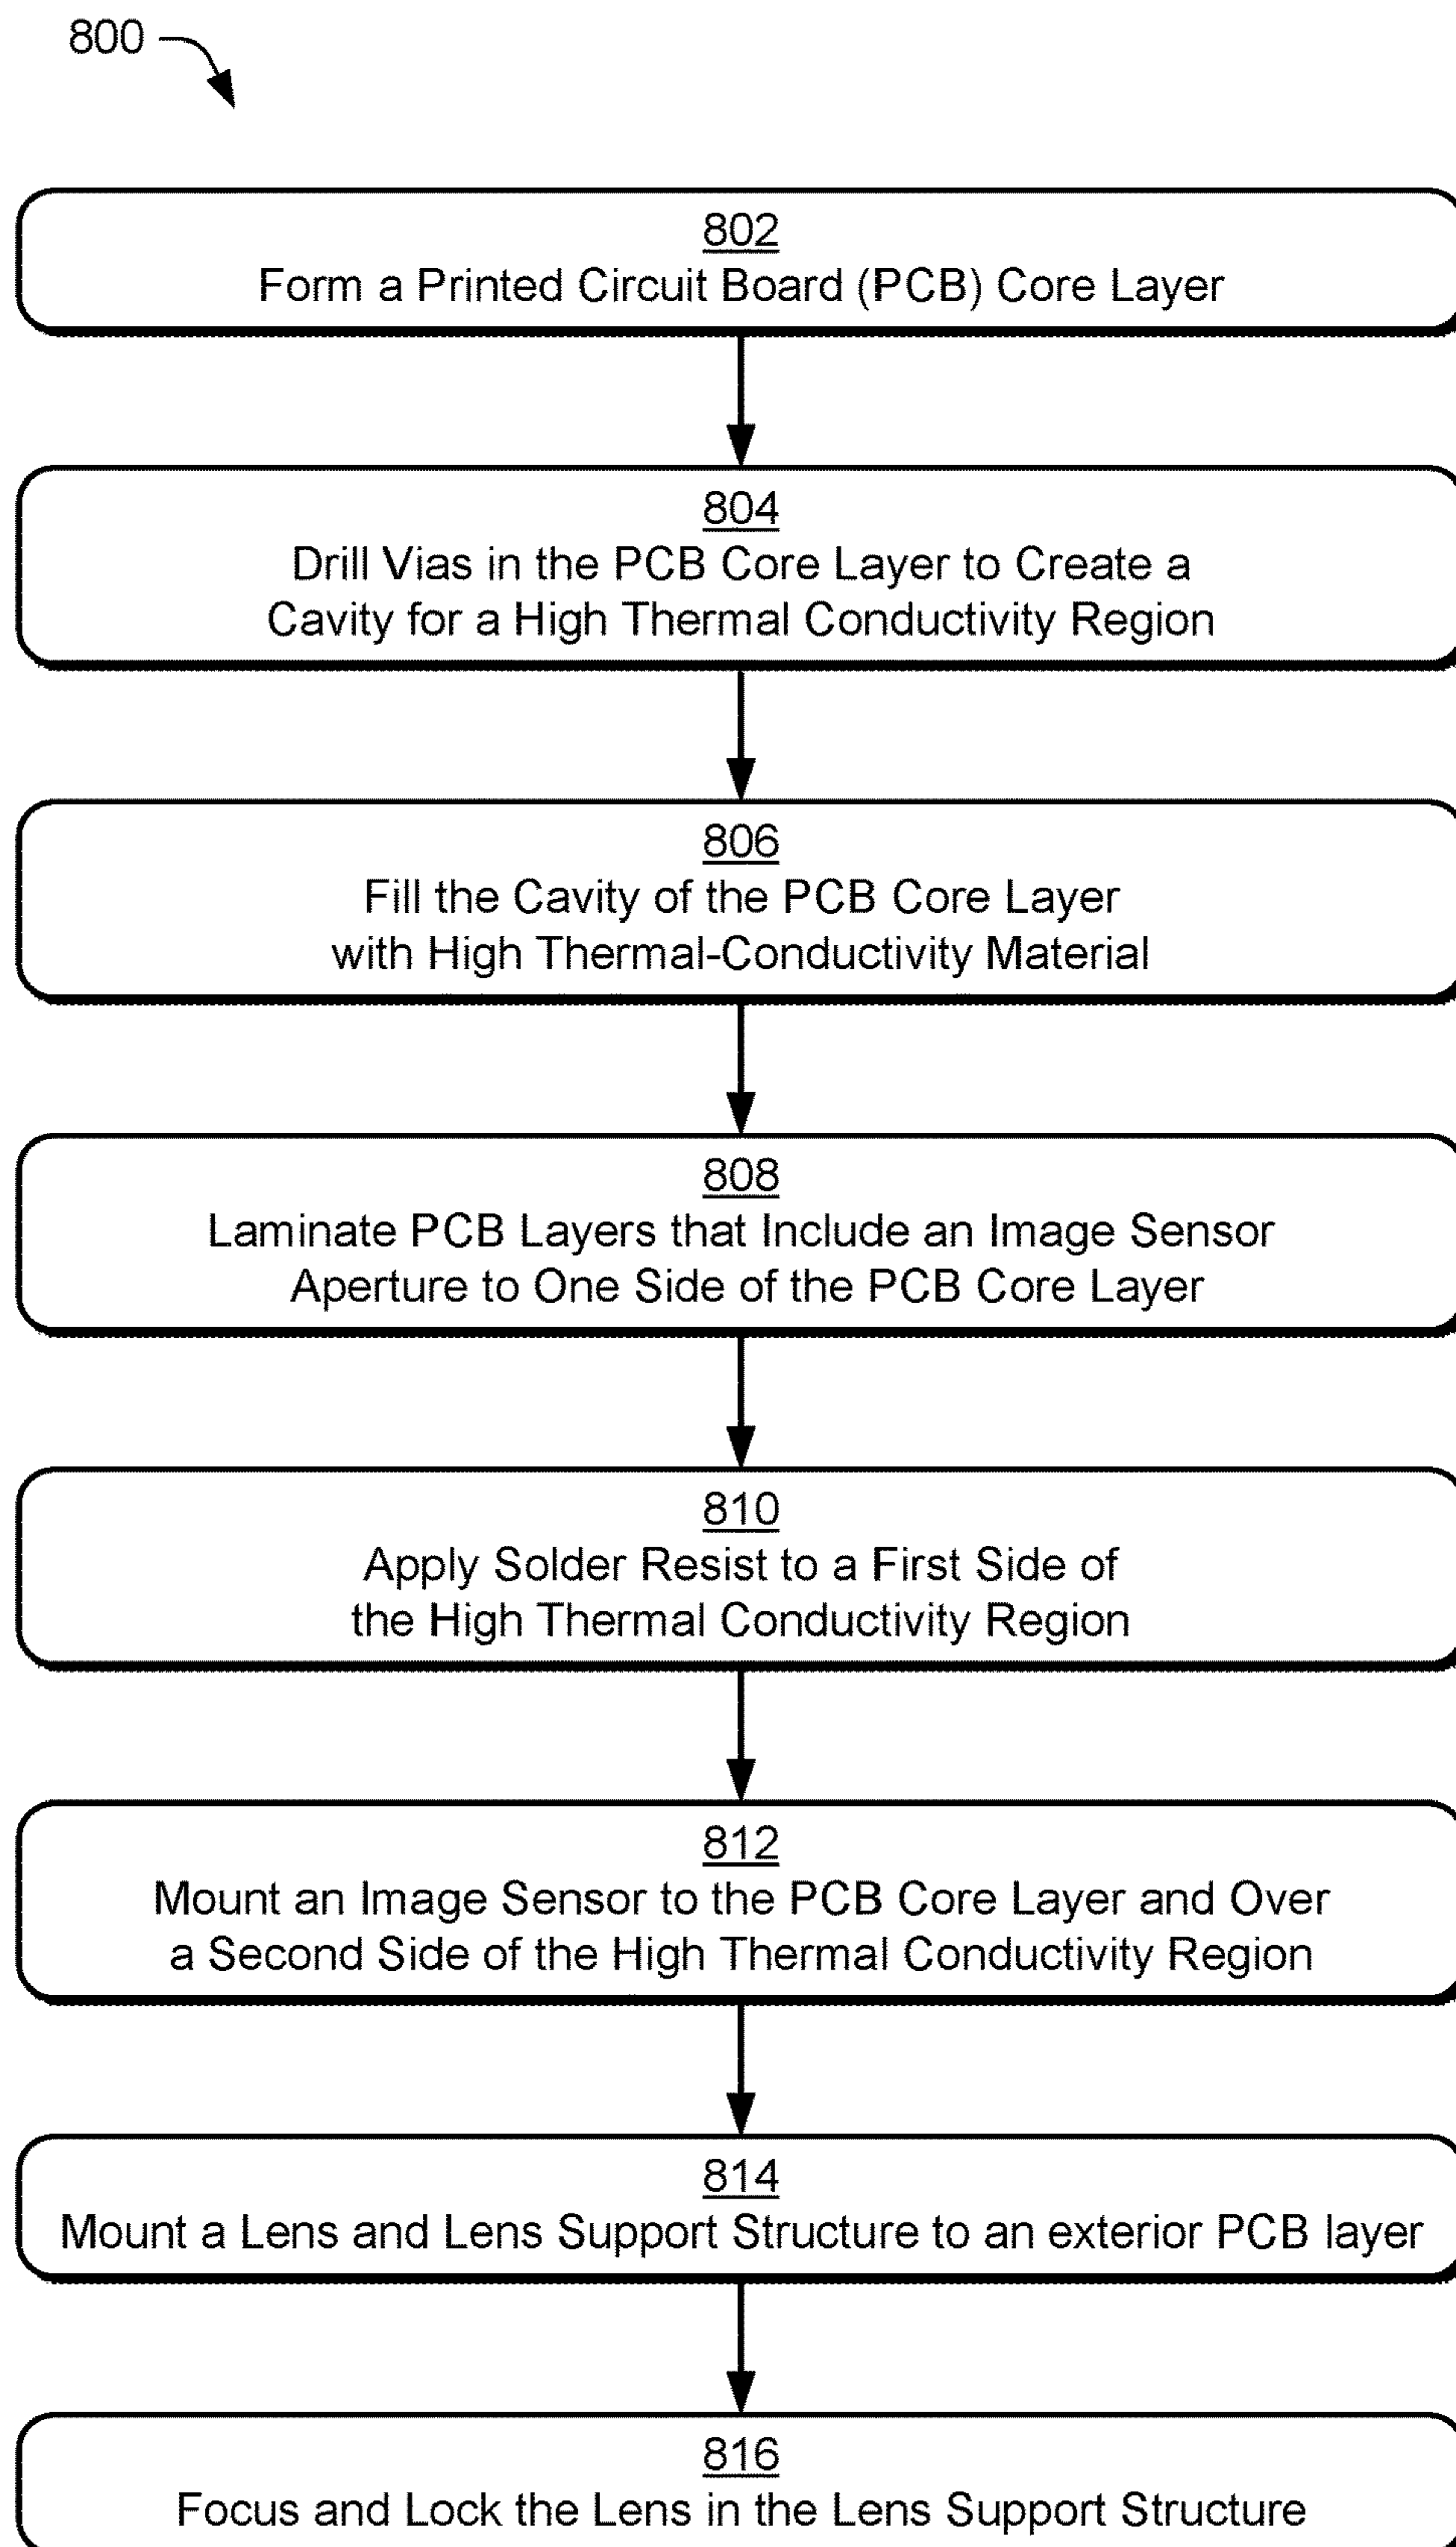 800
802
Form a Printed Circuit Board (PCB) Core Layer
804
Drill Vias in the PCB Core Layer to Create a
Cavity for a High Thermal Conductivity Region
806
Fill the Cavity of the PCB Core Layer
with High Thermal-Conductivity Material
808
Laminate PCB Layers that Include an Image Sensor
Aperture to One Side of the PCB Core Layer
810
Apply Solder Resist to a First Side of
the High Thermal Conductivity Region
812
Mount an Image Sensor to the PCB Core Layer and Over
a Second Side of the High Thermal Conductivity Region
814
Mount a Lens and Lens Support Structure to an exterior PCB layer
816
Focus and Lock the Lens in the Lens Support Structure